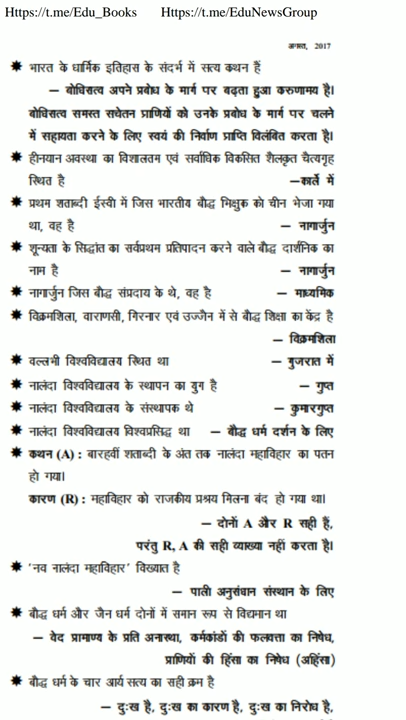 Https://t.me/Edu_Books Https://t.me/EduNewsGroup
अगस्त, 2017
✷ भारत के धार्मिक इतिहास के संदर्भ में सत्य कथन हैं
– बोधिसत्व अपने प्रबोध के मार्ग पर बढ़ता हुआ करुणामय है।
बोधिसत्व समस्त सचेतन प्राणियों को उनके प्रबोध के मार्ग पर चलने
में सहायता करने के लिए स्वयं की निर्वाण प्राप्ति विलंबित करता है।
✷ हीनयान अवस्था का विशालतम एवं सर्वाधिक विकसित शैलकृत चैत्यगृह
स्थित है –कार्ले में
✷ प्रथम शताब्दी ईस्वी में जिस भारतीय बौद्ध भिक्षुक को चीन भेजा गया
था, वह है – नागार्जुन
✷ शून्यता के सिद्धांत का सर्वप्रथम प्रतिपादन करने वाले बौद्ध दार्शनिक का
नाम है – नागार्जुन
✷ नागार्जुन जिस बौद्ध संप्रदाय के थे, वह है – माध्यमिक
✷ विक्रमशिला, वाराणसी, गिरनार एवं उज्जैन में से बौद्ध शिक्षा का केंद्र है
– विक्रमशिला
✷ वल्लभी विश्वविद्यालय स्थित था – गुजरात में
✷ नालंदा विश्वविद्यालय के स्थापन का युग है – गुप्त
✷ नालंदा विश्वविद्यालय के संस्थापक थे – कुमारगुप्त
✷ नालंदा विश्वविद्यालय विश्वप्रसिद्ध था – बौद्ध धर्म दर्शन के लिए
✷ कथन (A) : बारहवीं शताब्दी के अंत तक नालंदा महाविहार का पतन
हो गया।
कारण (R) : महाविहार को राजकीय प्रश्रय मिलना बंद हो गया था।
– दोनों A और R सही हैं,
परंतु R, A की सही व्याख्या नहीं करता है।
✷ 'नव नालंदा महाविहार' विख्यात है
– पाली अनुसंधान संस्थान के लिए
✷ बौद्ध धर्म और जैन धर्म दोनों में समान रूप से विद्यमान था
– वेद प्रामाण्य के प्रति अनास्था, कर्मकांडों की फलवत्ता का निषेध,
प्राणियों की हिंसा का निषेध (अहिंसा)
✷ बौद्ध धर्म के चार आर्य सत्य का सही क्रम है
– दुःख है, दुःख का कारण है, दुःख का निरोध है,